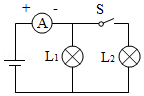 + A - S
L₁ L₂